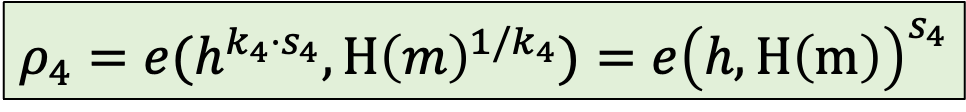 ρ₄ = e(h^{k₄·s₄}, H(m)^{1/k₄}) = e(h, H(m))^{s₄}